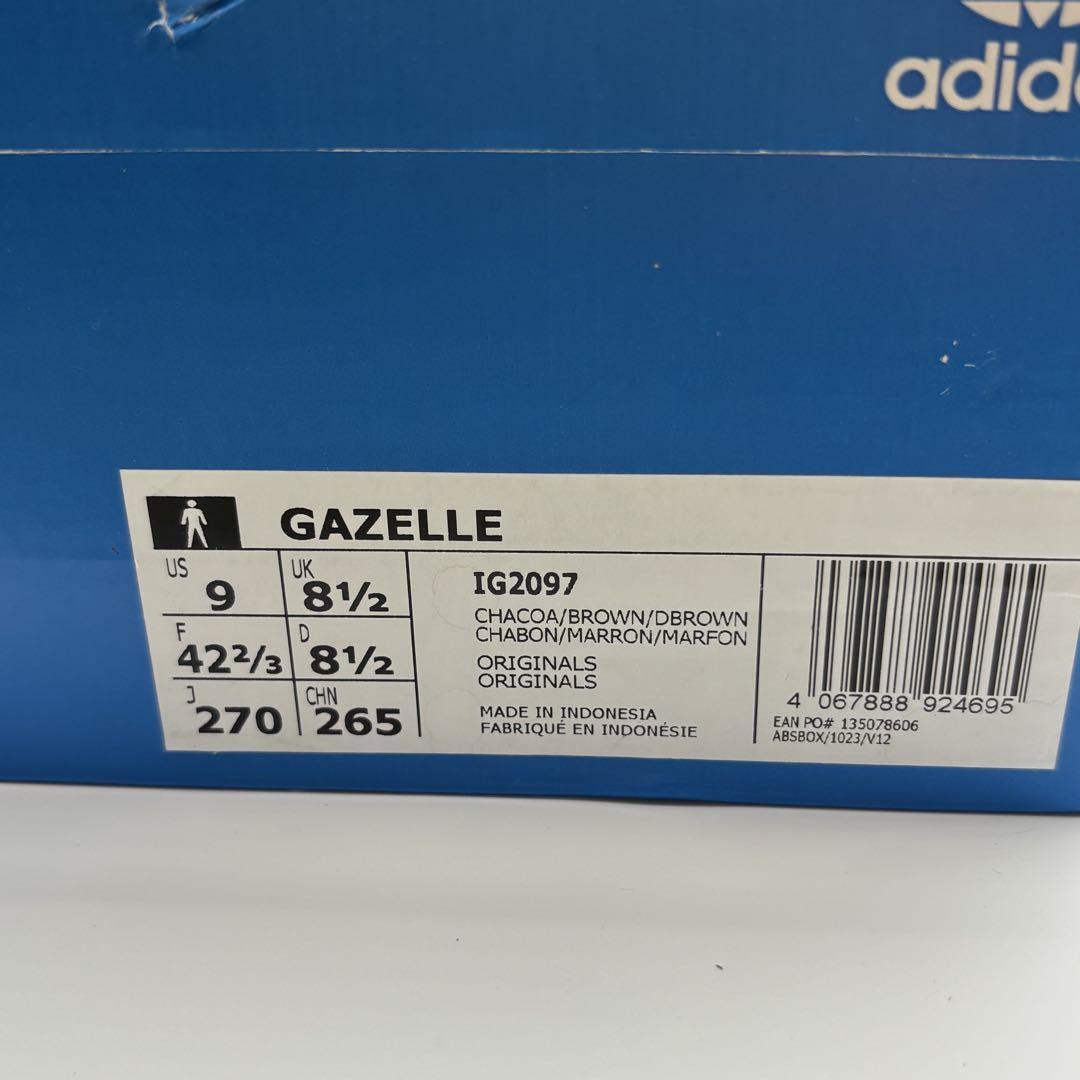 adid
GAZELLE
US 9 UK 8½
F 42⅔ D 8½
J 270 CHN 265
IG2097
CHACOA/BROWN/DBROWN
CHABON/MARRON/MARFON
ORIGINALS
ORIGINALS
MADE IN INDONESIA
FABRIQUÉ EN INDONÉSIE
4 067888 924695
EAN PO# 135078606
ABSBOX/1023/V12